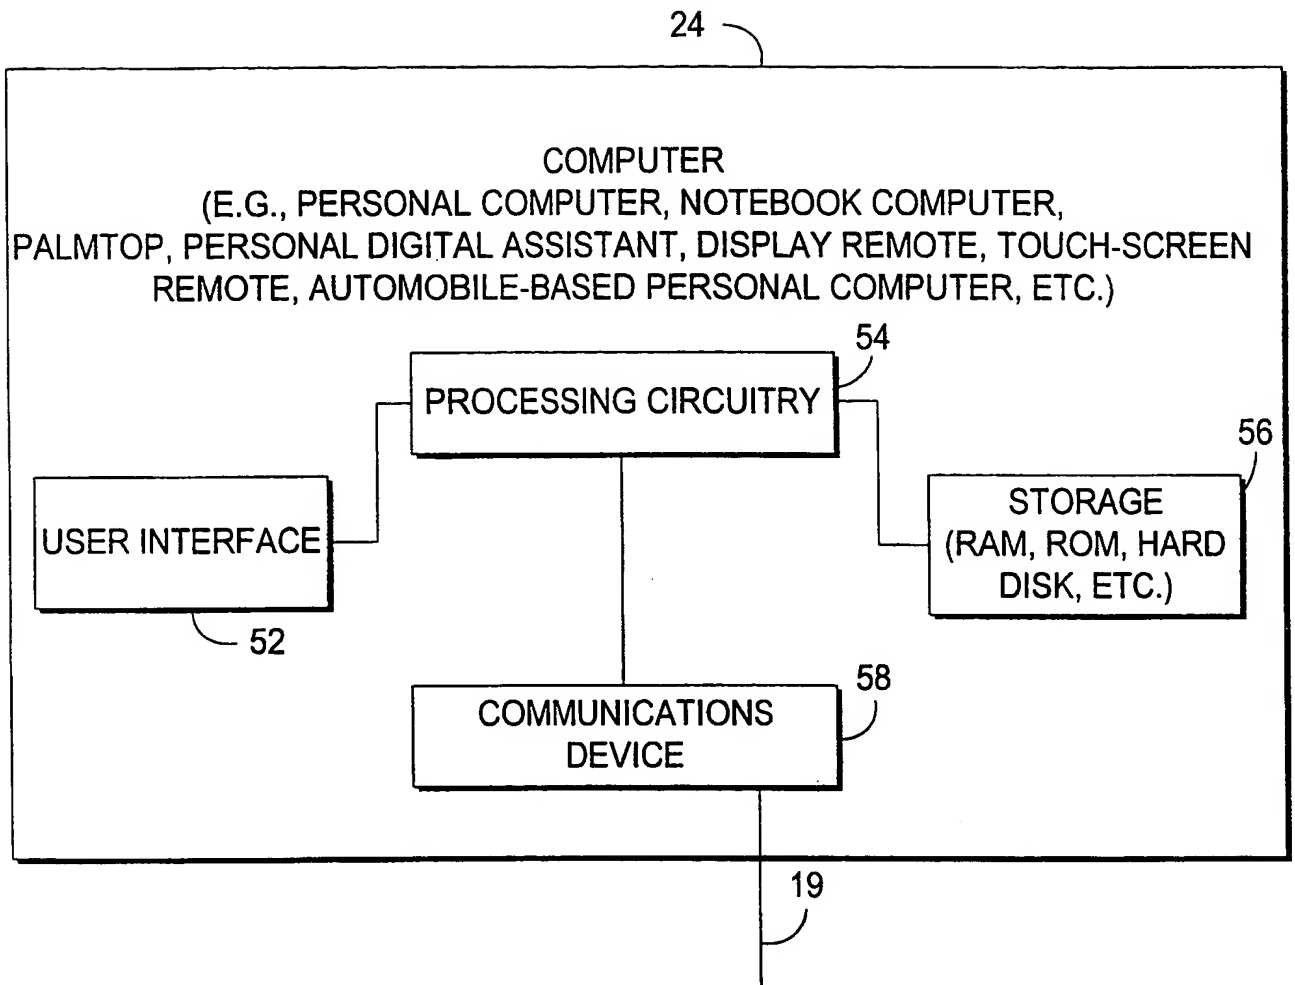 24
COMPUTER
(E.G., PERSONAL COMPUTER, NOTEBOOK COMPUTER,
PALMTOP, PERSONAL DIGITAL ASSISTANT, DISPLAY REMOTE, TOUCH-SCREEN
REMOTE, AUTOMOBILE-BASED PERSONAL COMPUTER, ETC.)
54
PROCESSING CIRCUITRY
56
STORAGE
(RAM, ROM, HARD
DISK, ETC.)
USER INTERFACE
52
58
COMMUNICATIONS
DEVICE
19